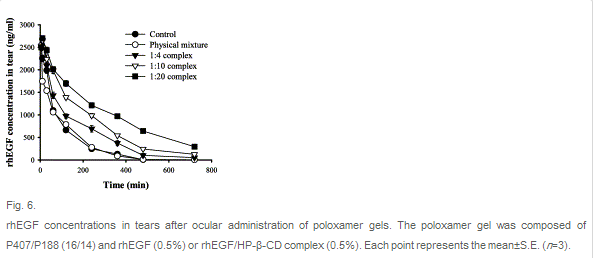 3000
2500
2000
1500
1000
500
0
rhEGF concentration in tear (ng/ml)
Control
Physical mixture
1:4 complex
1:10 complex
1:20 complex
0 200 400 600 800
Time (min)
Fig. 6.
rhEGF concentrations in tears after ocular administration of poloxamer gels. The poloxamer gel was composed of
P407/P188 (16/14) and rhEGF (0.5%) or rhEGF/HP-β-CD complex (0.5%). Each point represents the mean±S.E. (n=3).